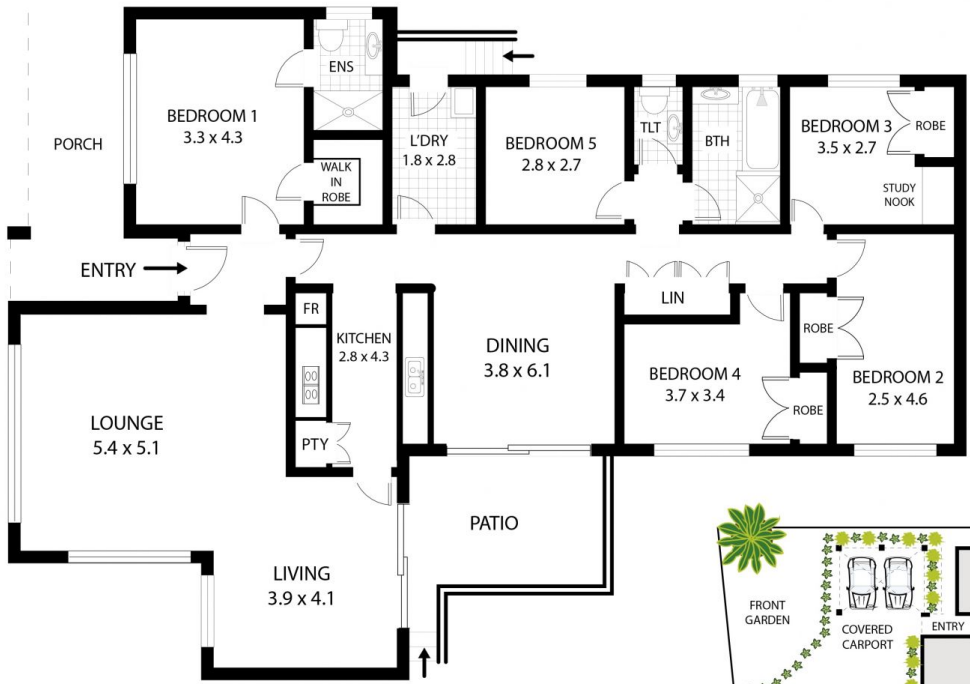 PORCH
BEDROOM 1
3.3 x 4.3
ENS
WALK
IN
ROBE
L'DRY
1.8 x 2.8
BEDROOM 5
2.8 x 2.7
TLT
BTH
BEDROOM 3
3.5 x 2.7
ROBE
STUDY
NOOK
ENTRY
FR
KITCHEN
2.8 x 4.3
PTY
DINING
3.8 x 6.1
LIN
BEDROOM 4
3.7 x 3.4
ROBE
ROBE
BEDROOM 2
2.5 x 4.6
LOUNGE
5.4 x 5.1
LIVING
3.9 x 4.1
PATIO
FRONT
GARDEN
COVERED
CARPORT
ENTRY